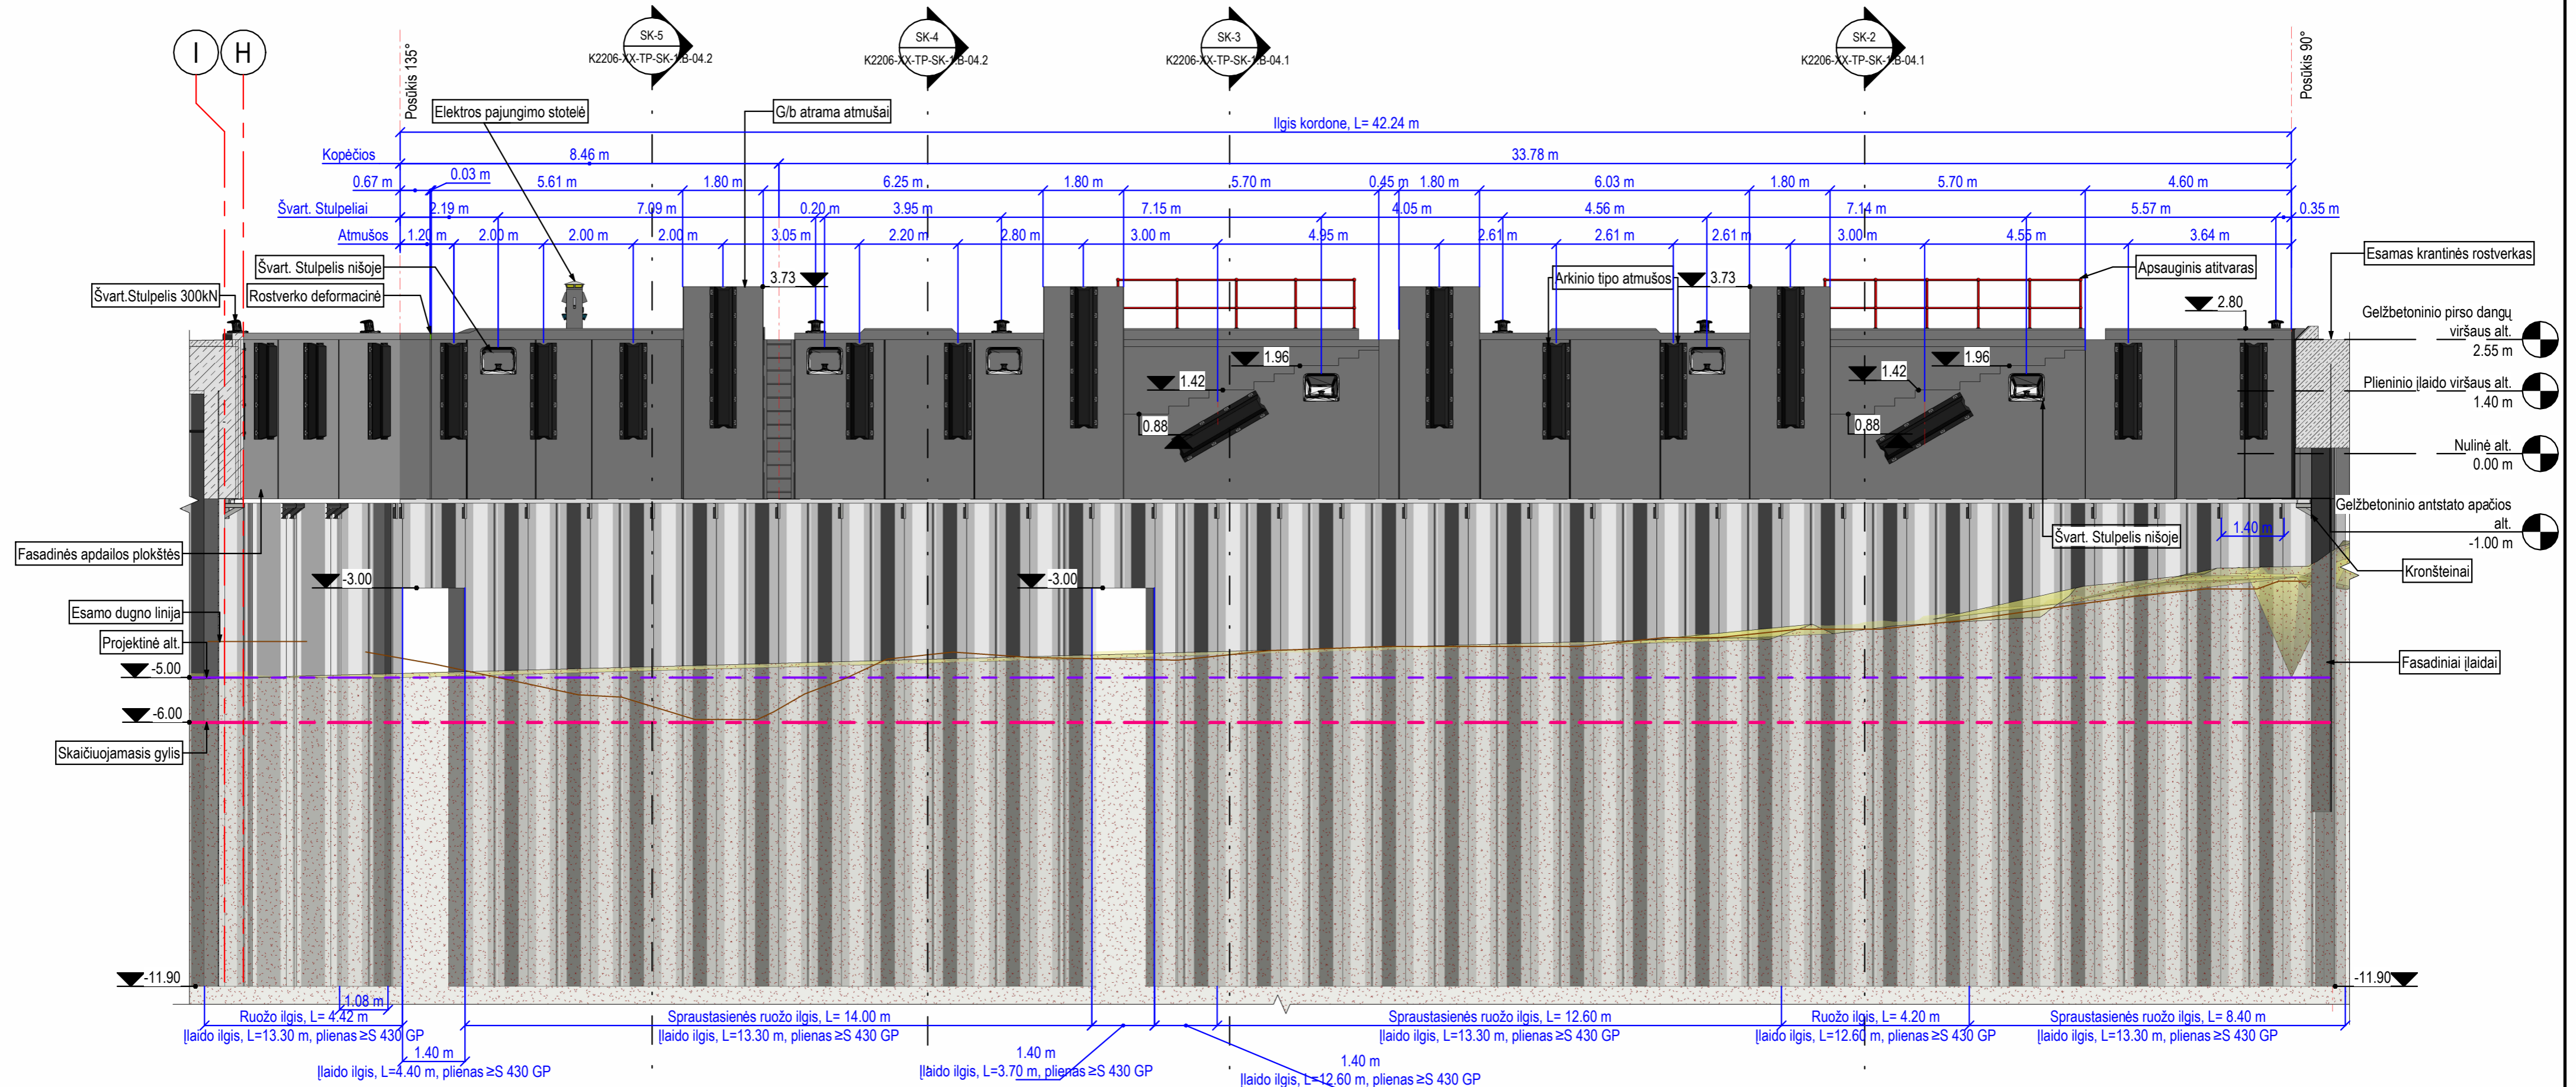 I
H
Posūkis 135°
SK-5
K2206-XX-TP-SK-1.B-04.2
SK-4
K2206-XX-TP-SK-1.B-04.2
SK-3
K2206-XX-TP-SK-1.B-04.1
SK-2
K2206-XX-TP-SK-1.B-04.1
Posūkis 90°
Elektros pajungimo stotelė
G/b atrama atmušai
Ilgis kordone, L= 42.24 m
Kopėčios
8.46 m
33.78 m
0.67 m
0.03 m
5.61 m
1.80 m
6.25 m
1.80 m
5.70 m
0.45 m
1.80 m
6.03 m
1.80 m
5.70 m
4.60 m
Švart. Stulpeliai
2.19 m
7.09 m
0.20 m
3.95 m
7.15 m
4.05 m
4.56 m
7.14 m
5.57 m
0.35 m
Atmušos
1.20 m
2.00 m
2.00 m
2.00 m
3.05 m
2.20 m
2.80 m
3.00 m
4.95 m
2.61 m
2.61 m
2.61 m
3.00 m
4.55 m
3.64 m
Švart. Stulpelis nišoje
Švart.Stulpelis 300kN
Rostverko deformacinė
3.73
Arkinio tipo atmušos
3.73
Apsauginis atitvaras
Esamas krantinės rostverkas
2.80
Gelžbetoninio pirso dangų
viršaus alt.
2.55 m
1.96
1.42
0.88
1.96
1.42
0.88
Plieninio įlaido viršaus alt.
1.40 m
Nulinė alt.
0.00 m
Gelžbetoninio antstato apačios
alt.
-1.00 m
1.40 m
Švart. Stulpelis nišoje
Kronšteinai
Fasadinės apdailos plokštės
-3.00
-3.00
Esamo dugno linija
Projektinė alt.
-5.00
Fasadiniai įlaidai
-6.00
Skaičiuojamasis gylis
-11.90
-11.90
1.08 m
Ruožo ilgis, L= 4.42 m
Įlaido ilgis, L=13.30 m, plienas ≥S 430 GP
Spraustasienės ruožo ilgis, L= 14.00 m
Įlaido ilgis, L=13.30 m, plienas ≥S 430 GP
Spraustasienės ruožo ilgis, L= 12.60 m
Įlaido ilgis, L=13.30 m, plienas ≥S 430 GP
Ruožo ilgis, L= 4.20 m
Įlaido ilgis, L=12.60 m, plienas ≥S 430 GP
Spraustasienės ruožo ilgis, L= 8.40 m
Įlaido ilgis, L=13.30 m, plienas ≥S 430 GP
1.40 m
Įlaido ilgis, L=4.40 m, plienas ≥S 430 GP
1.40 m
Įlaido ilgis, L=3.70 m, plienas ≥S 430 GP
1.40 m
Įlaido ilgis, L=12.60 m, plienas ≥S 430 GP